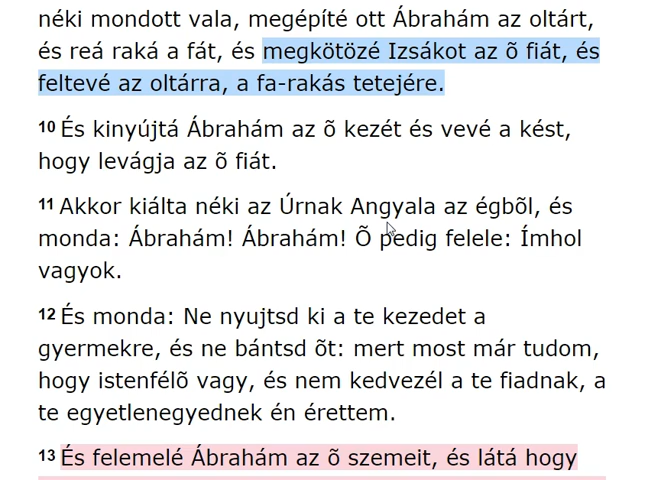 néki mondott vala, megépíté ott Ábrahám az oltárt,
és reá raká a fát, és megkötözé Izsákot az õ fiát, és
feltevé az oltárra, a fa-rakás tetejére.
10 És kinyújtá Ábrahám az õ kezét és vevé a kést,
hogy levágja az õ fiát.
11 Akkor kiálta néki az Úrnak Angyala az égbõl, és
monda: Ábrahám! Ábrahám! Õ pedig felele: Ímhol
vagyok.
12 És monda: Ne nyujtsd ki a te kezedet a
gyermekre, és ne bántsd õt: mert most már tudom,
hogy istenfélõ vagy, és nem kedvezél a te fiadnak, a
te egyetlenegyednek én érettem.
13 És felemelé Ábrahám az õ szemeit, és látá hogy